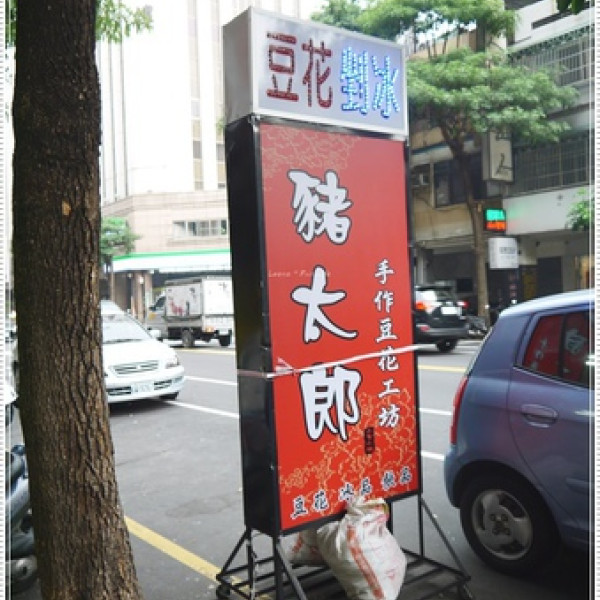 豆花剉冰
豬太郎
手作豆花工坊
豆花 冰品 飲品